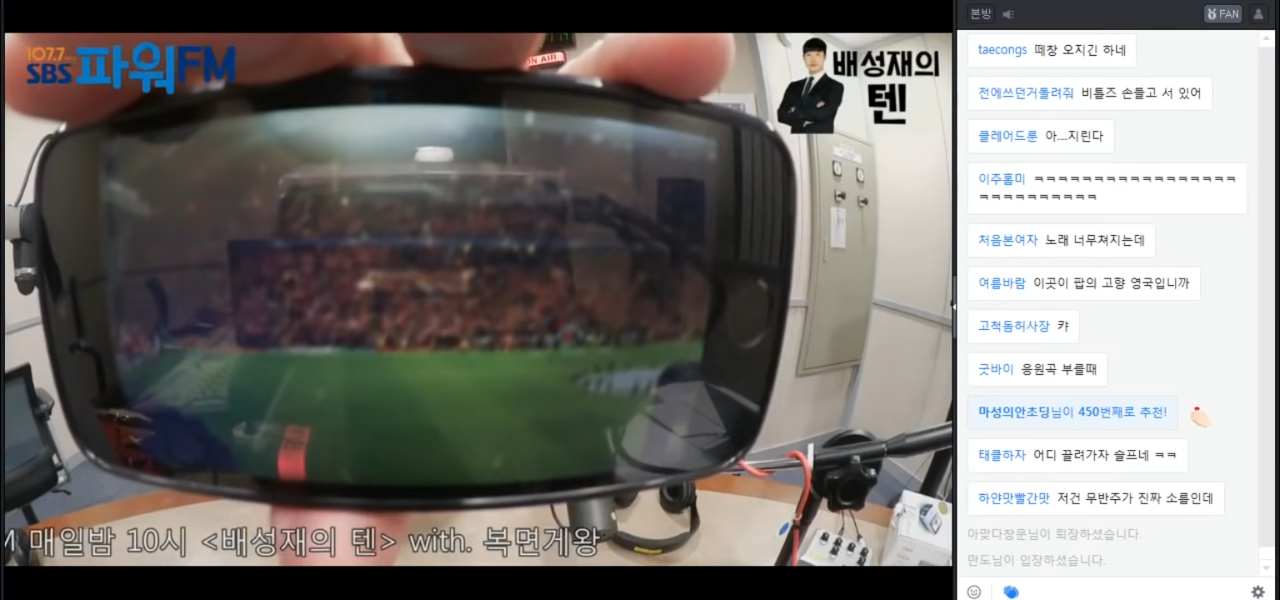 107.7
SBS 파워FM
ON AIR
배성재의
텐
매일밤 10시 <배성재의 텐> with. 복면게왕
본방
FAN
taecongs 떼창 오지긴 하네
전에쓰던거돌려줘 비틀즈 손들고 서 있어
클레어드룬 아....지린다
이주홈미 ㅋㅋㅋㅋㅋㅋㅋㅋㅋㅋㅋㅋㅋㅋㅋㅋㅋ
ㅋㅋㅋㅋㅋㅋㅋㅋㅋㅋ
처음본여자 노래 너무쳐지는데
여름바람 이곳이 팝의 고향 영국입니까
고척돔허사장 캬
굿바이 응원곡 부를때
마성의안초딩님이 450번째로 추천!
태클하자 어디 끌려가자 슬프네 ㅋㅋ
하얀맛빨간맛 저건 무반주가 진짜 소름인데
아맞다창문님이 퇴장하셨습니다.
만도님이 입장하셨습니다.